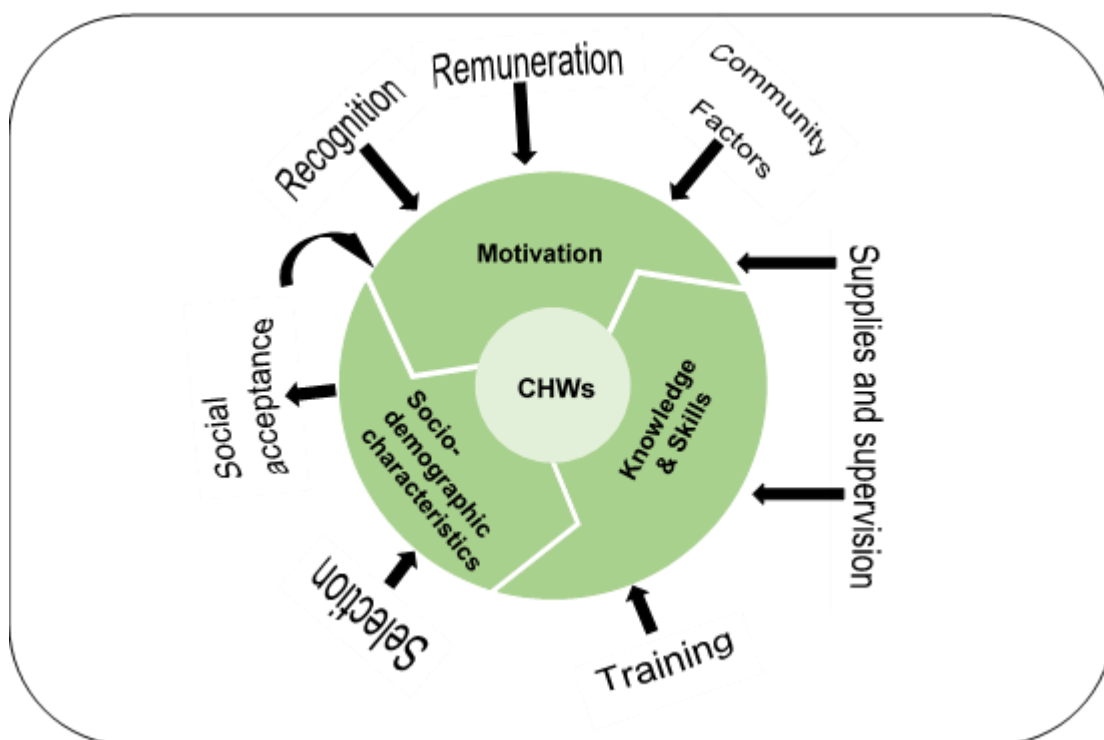 Remuneration
Community
Factors
Recognition
Motivation
Supplies and supervision
CHWs
Knowledge
& Skills
Socio-
demographic
characteristics
Social
acceptance
Selection
Training